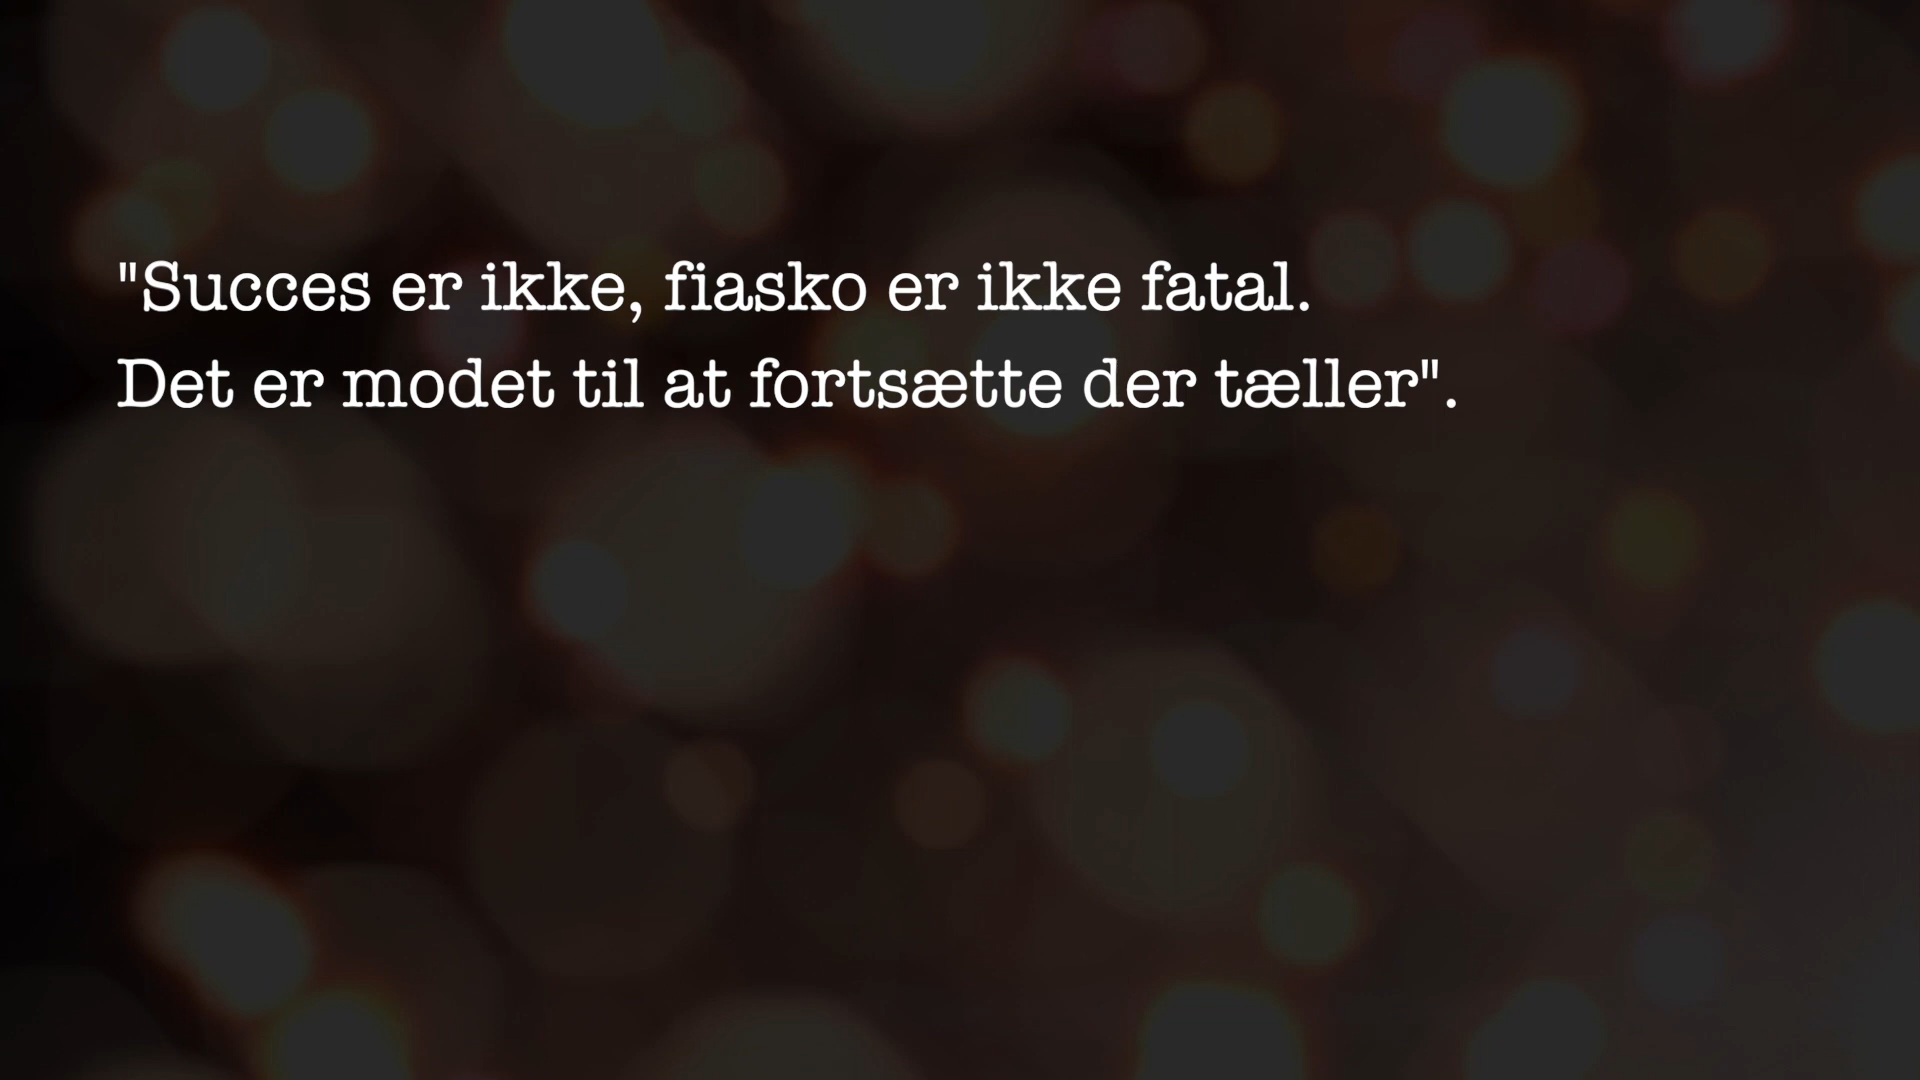 "Succes er ikke, fiasko er ikke fatal.
Det er modet til at fortsætte der tæller".